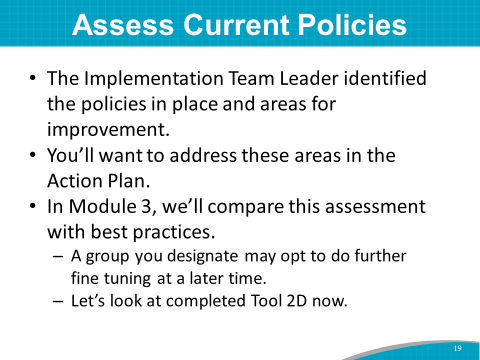 Assess Current Policies
• The Implementation Team Leader identified
the policies in place and areas for
improvement.
• You’ll want to address these areas in the
Action Plan.
• In Module 3, we’ll compare this assessment
with best practices.
– A group you designate may opt to do further
fine tuning at a later time.
– Let’s look at completed Tool 2D now.
19